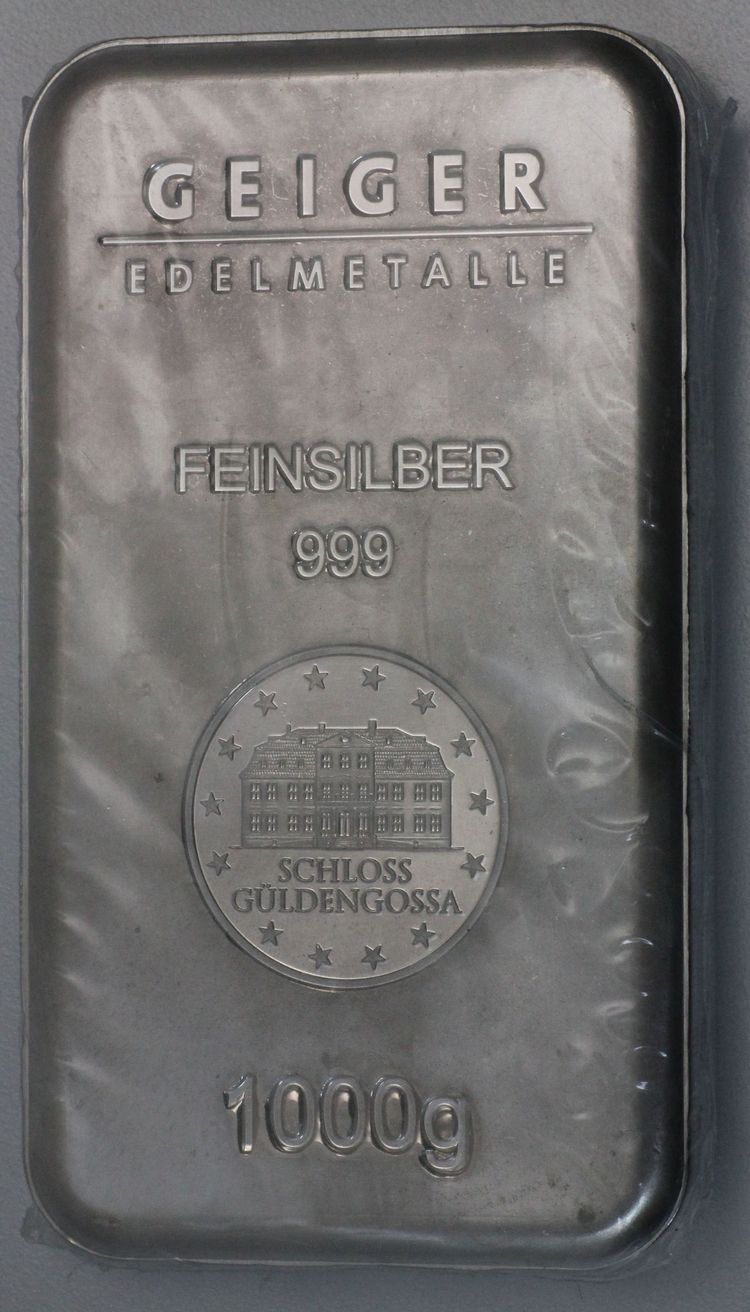 GEIGER
EDELMETALLE
FEINSILBER
999
SCHLOSS
GÜLDENGOSSA
1000g